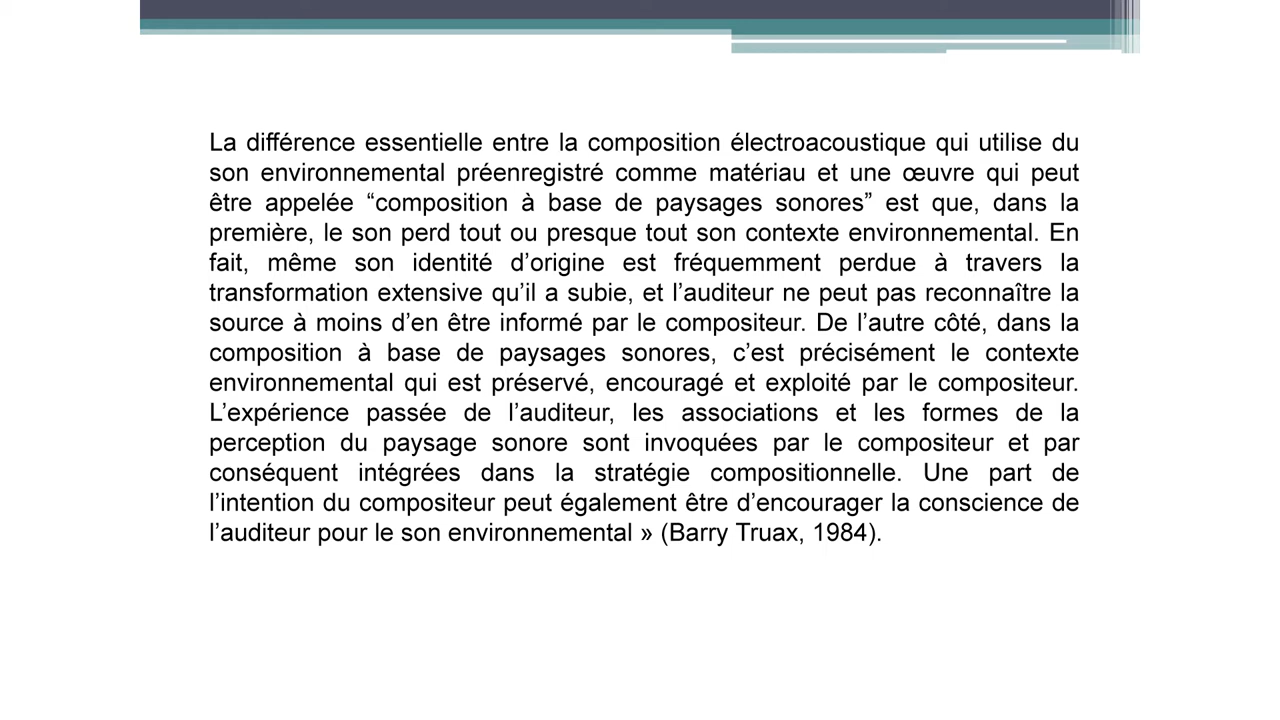 La différence essentielle entre la composition électroacoustique qui utilise du
son environnemental préenregistré comme matériau et une œuvre qui peut
être appelée “composition à base de paysages sonores” est que, dans la
première, le son perd tout ou presque tout son contexte environnemental. En
fait, même son identité d’origine est fréquemment perdue à travers la
transformation extensive qu’il a subie, et l’auditeur ne peut pas reconnaître la
source à moins d’en être informé par le compositeur. De l’autre côté, dans la
composition à base de paysages sonores, c’est précisément le contexte
environnemental qui est préservé, encouragé et exploité par le compositeur.
L’expérience passée de l’auditeur, les associations et les formes de la
perception du paysage sonore sont invoquées par le compositeur et par
conséquent intégrées dans la stratégie compositionnelle. Une part de
l’intention du compositeur peut également être d’encourager la conscience de
l’auditeur pour le son environnemental » (Barry Truax, 1984).